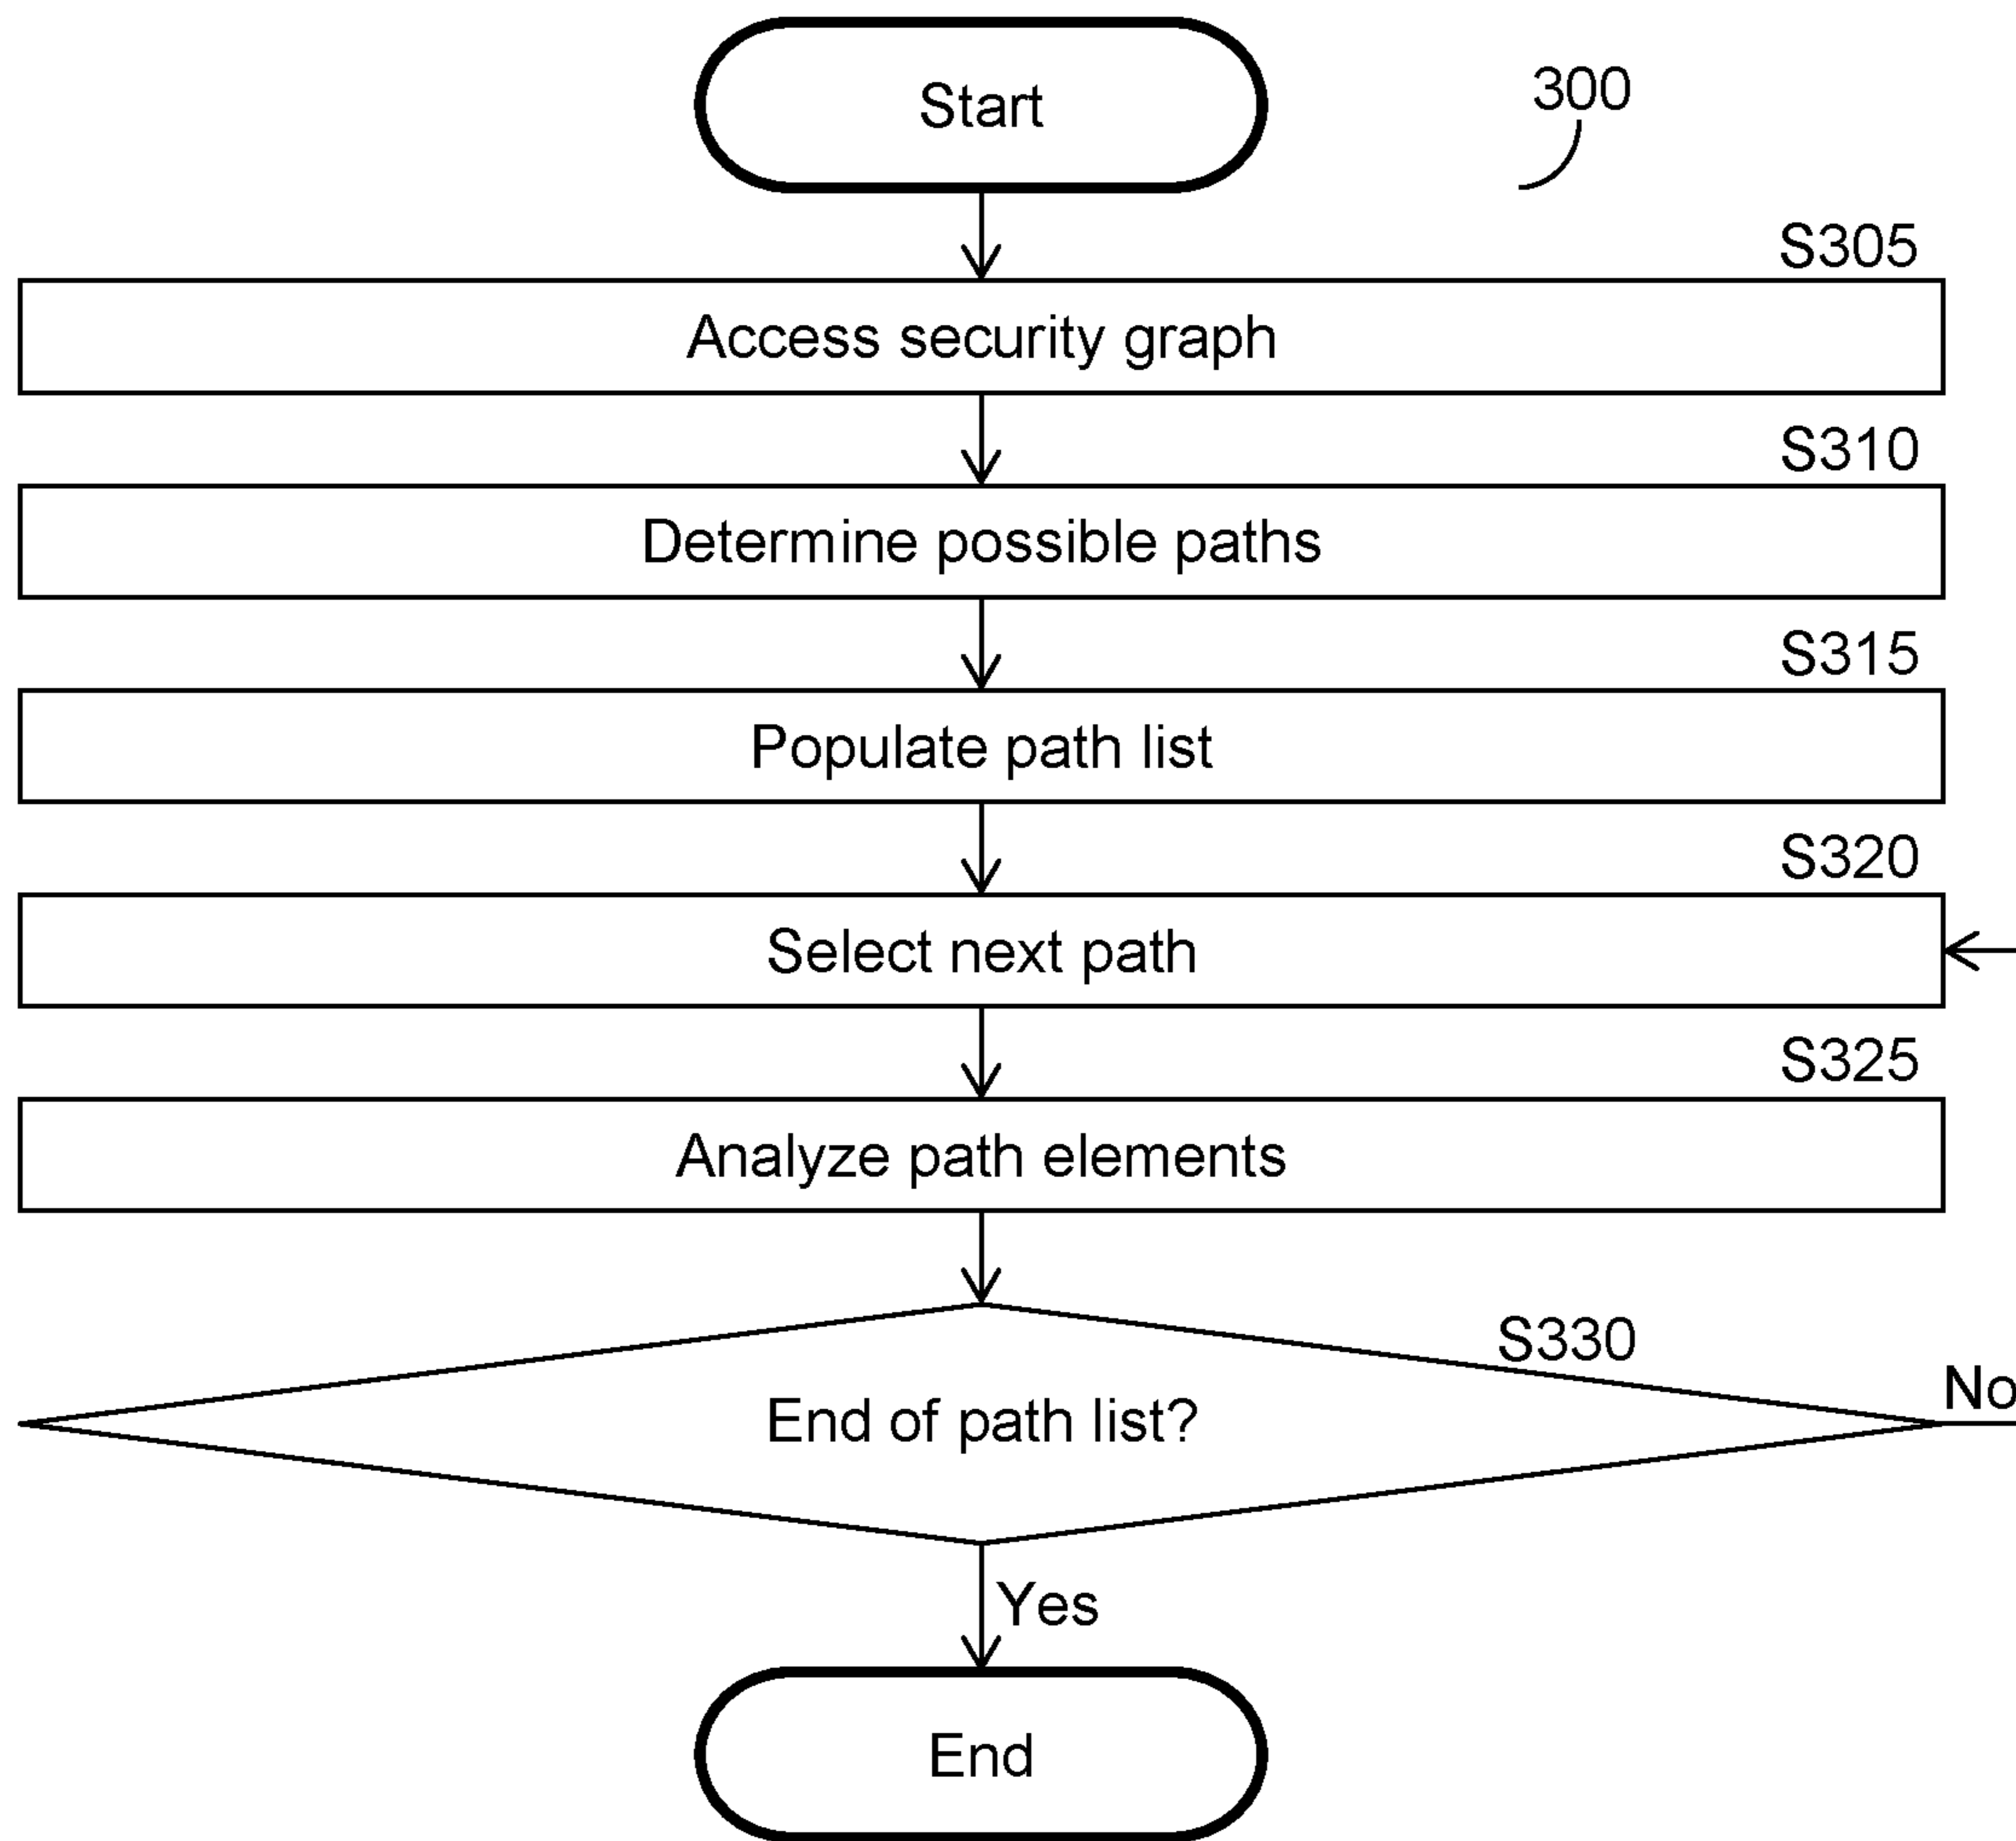 Start
300
S305
Access security graph
S310
Determine possible paths
S315
Populate path list
S320
Select next path
S325
Analyze path elements
S330
End of path list?
No
Yes
End